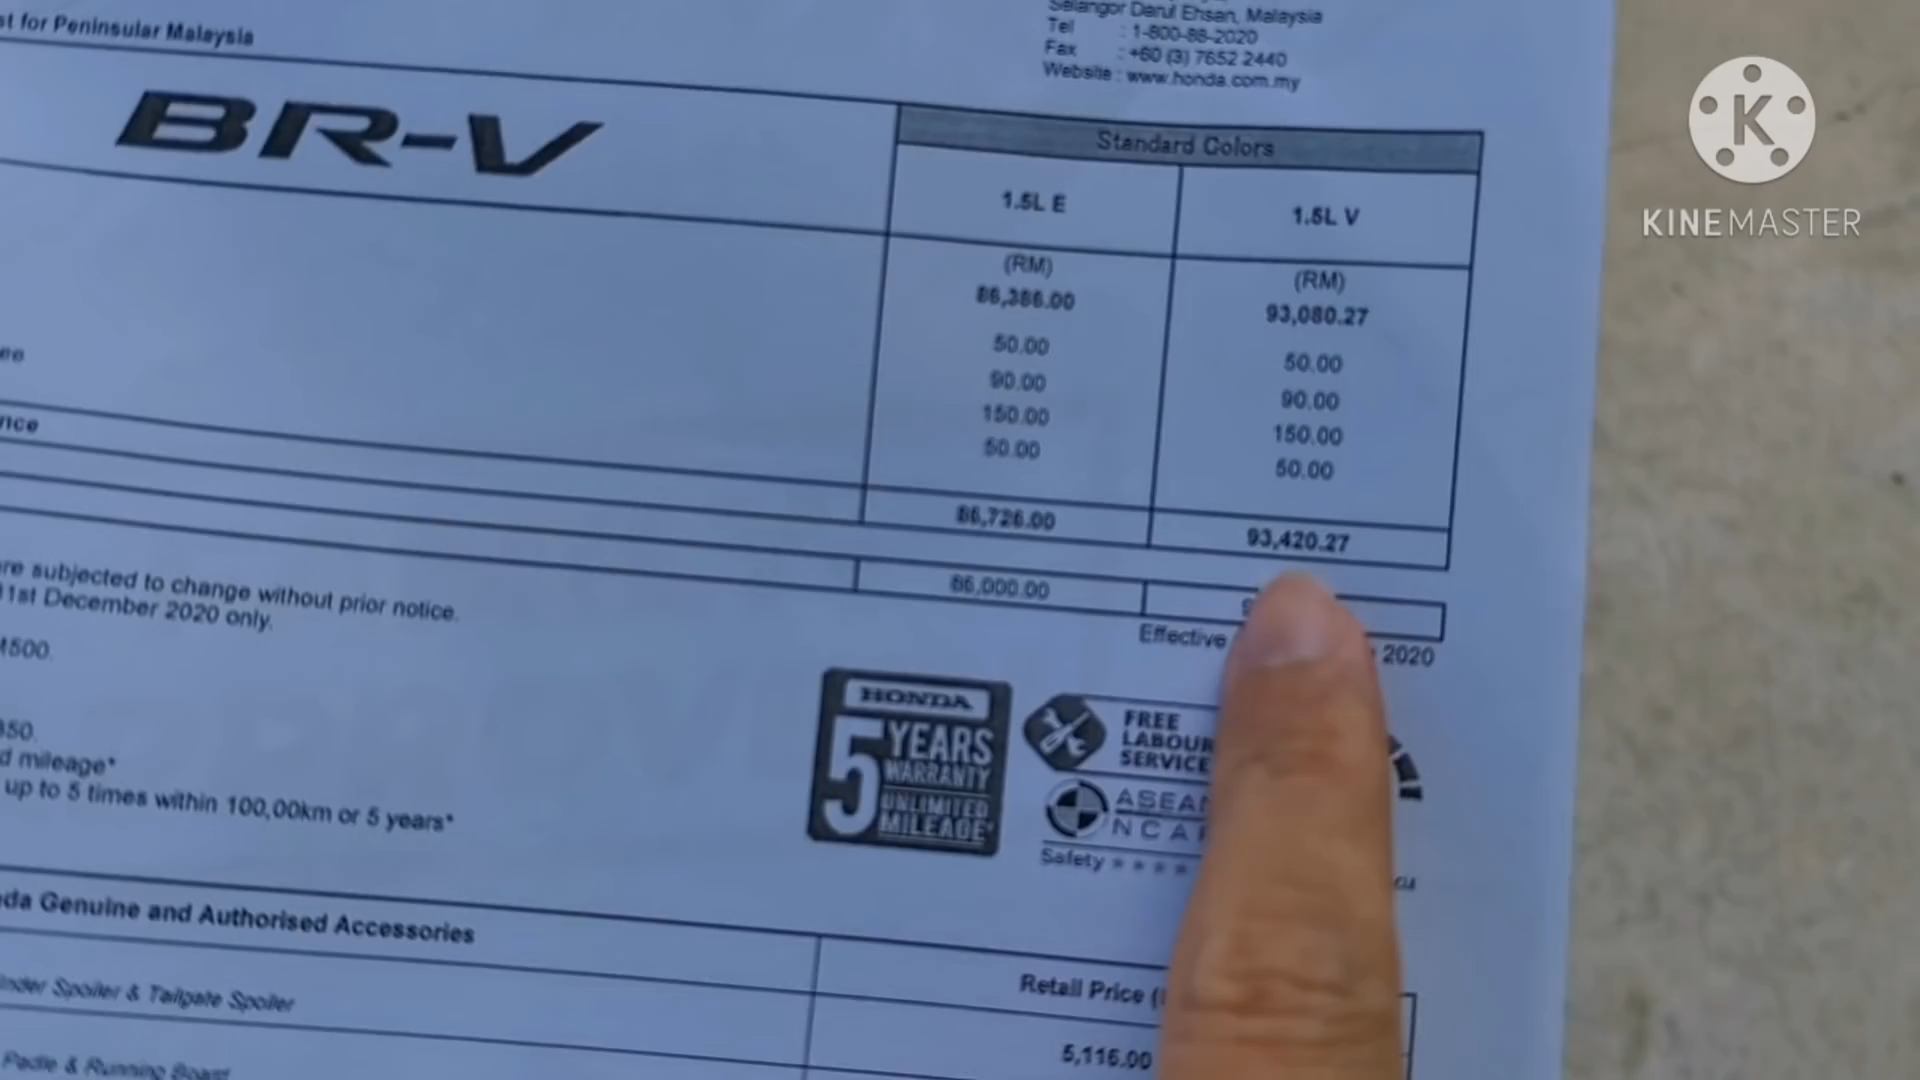 Selangor Darul Ehsan, Malaysia
Tel : 1-800-88-2020
st for Peninsular Malaysia
Fax : +60 (3) 7652 2440
Website : www.honda.com.my
BR-V
Standard Colors
1.5L E 1.5L V
(RM) (RM)
86,386.00 93,080.27
50.00 50.00
ee
90.00 90.00
150.00 150.00
50.00 50.00
nce
86,726.00 93,420.27
86,000.00
Effective 2020
re subjected to change without prior notice.
1st December 2020 only.
500.
350.
d mileage*
up to 5 times within 100,00km or 5 years*
HONDA
5 YEARS
WARRANTY
UNLIMITED
MILEAGE*
FREE
LABOUR
SERVICE
ASEA
NCA
Safety ★ ★ ★ ★
da Genuine and Authorised Accessories
Retail Price (
nder Spoiler & Tailgate Spoiler
5,116.00
Padle & Running Board
K
KINEMASTER